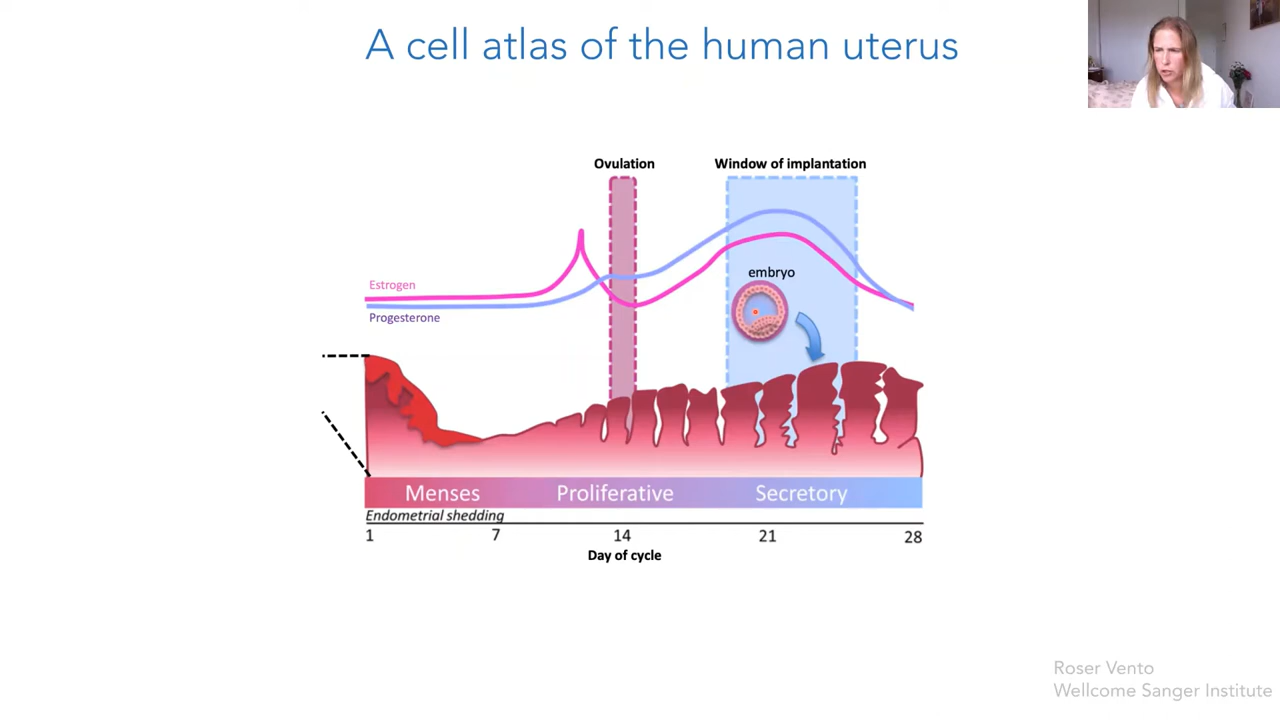 A cell atlas of the human uterus
Ovulation
Window of implantation
embryo
Estrogen
Progesterone
Menses
Proliferative
Secretory
Endometrial shedding
1
7
14
21
28
Day of cycle
Roser Vento
Wellcome Sanger Institute